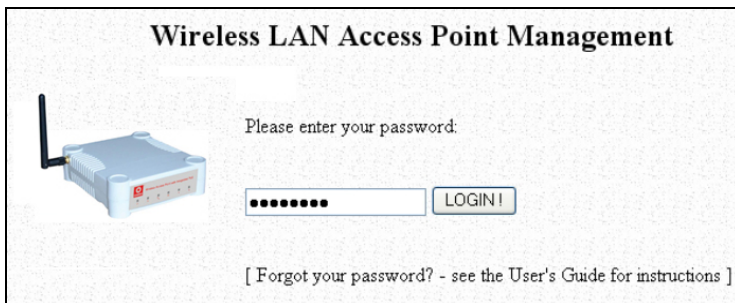 Wireless LAN Access Point Management
Please enter your password:
●●●●●●●●
LOGIN !
[ Forgot your password? - see the User's Guide for instructions ]